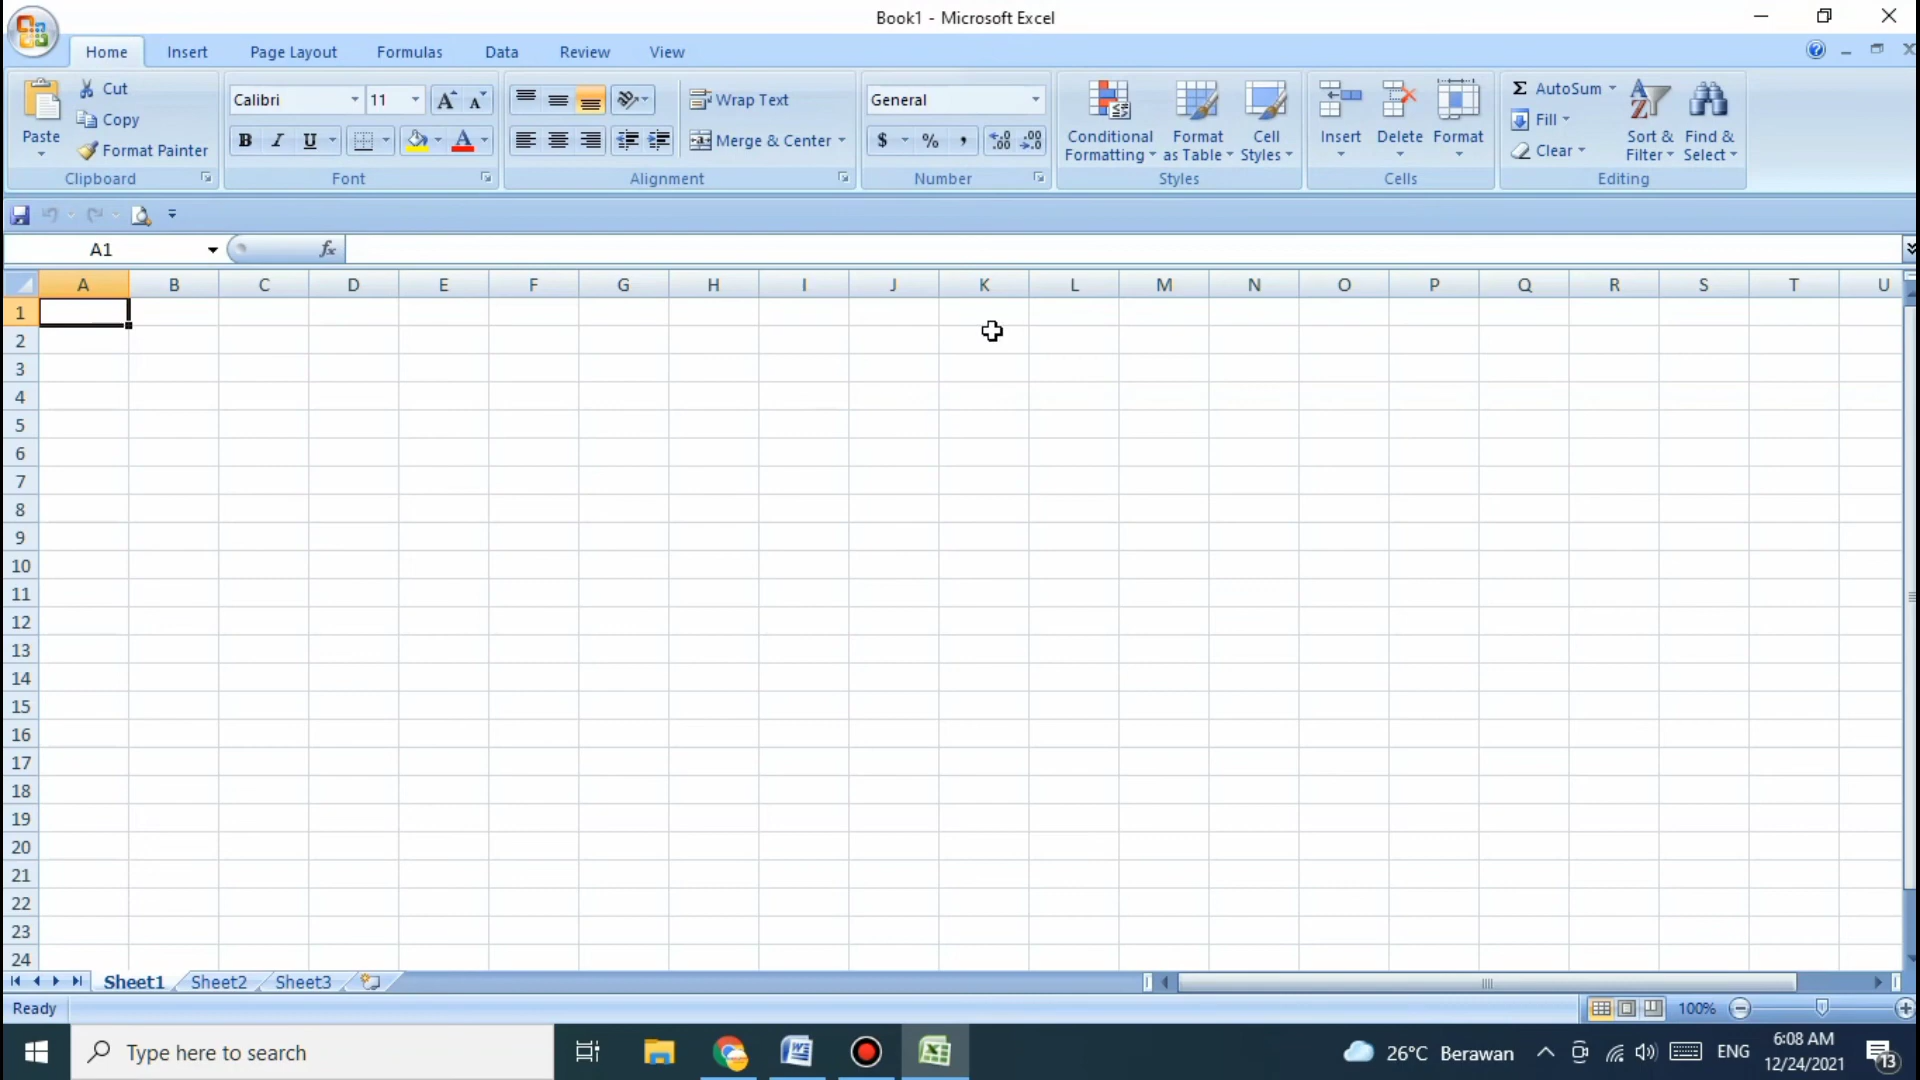 Book1 - Microsoft Excel
Home Insert Page Layout Formulas Data Review View
Paste
Cut
Copy
Format Painter
Clipboard
Calibri 11
B I U A
Font
Wrap Text
Merge & Center
Alignment
General
$ % ,
Number
Conditional Formatting
Format as Table
Cell Styles
Styles
Insert Delete Format
Cells
Σ AutoSum
Fill
Clear
Sort & Filter
Find & Select
Editing
A1 fx
A B C D E F G H I J K L M N O P Q R S T U
1
2
3
4
5
6
7
8
9
10
11
12
13
14
15
16
17
18
19
20
21
22
23
24
Sheet1 Sheet2 Sheet3
Ready 100%
Type here to search 26°C Berawan ENG 6:08 AM
12/24/2021 13